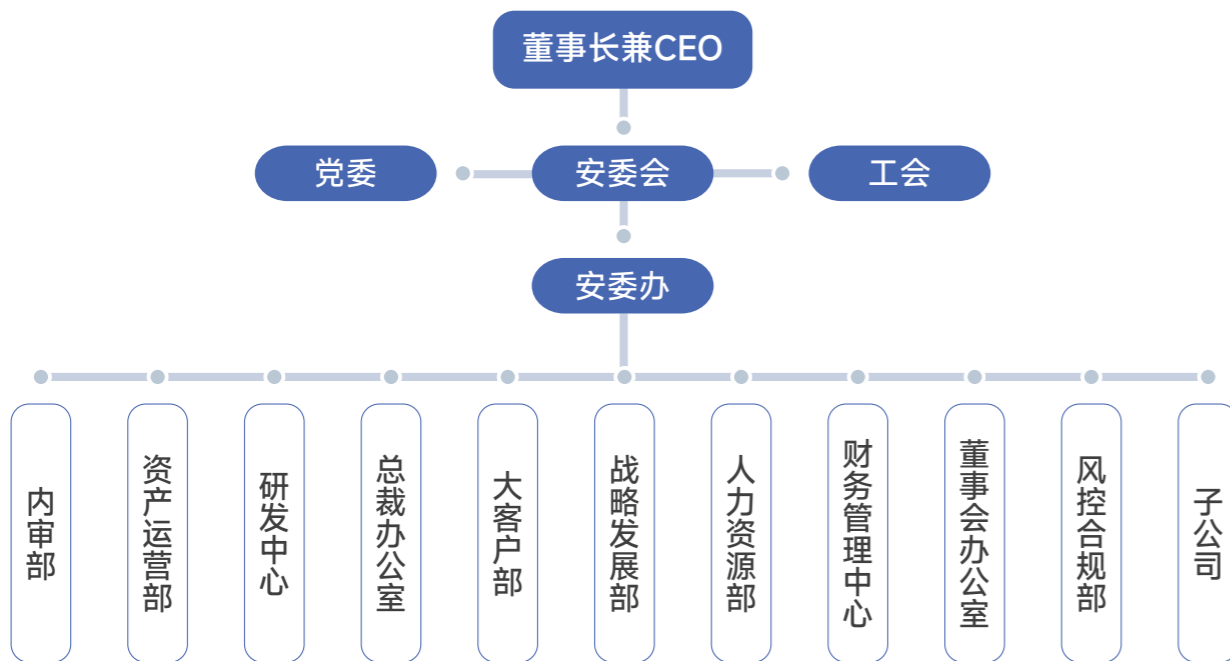 董事长兼CEO
党委
安委会
工会
安委办
内审部
资产运营部
研发中心
总裁办公室
大客户部
战略发展部
人力资源部
财务管理中心
董事会办公室
风控合规部
子公司